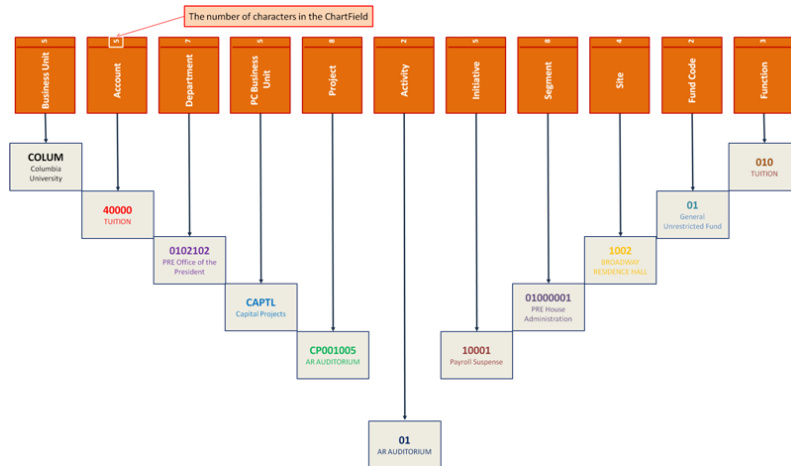 The number of characters in the ChartField
5
5
7
5
8
2
5
8
4
2
3
Business Unit
Account
Department
PC Business
Unit
Project
Activity
Initiative
Segment
Site
Fund Code
Function
COLUM
Columbia
University
010
TUITION
40000
TUITION
01
General
Unrestricted Fund
0102102
PRE Office of the
President
1002
BROADWAY
RESIDENCE HALL
CAPTL
Capital Projects
01000001
PRE House
Administration
CP001005
AR AUDITORIUM
10001
Payroll Suspense
01
AR AUDITORIUM